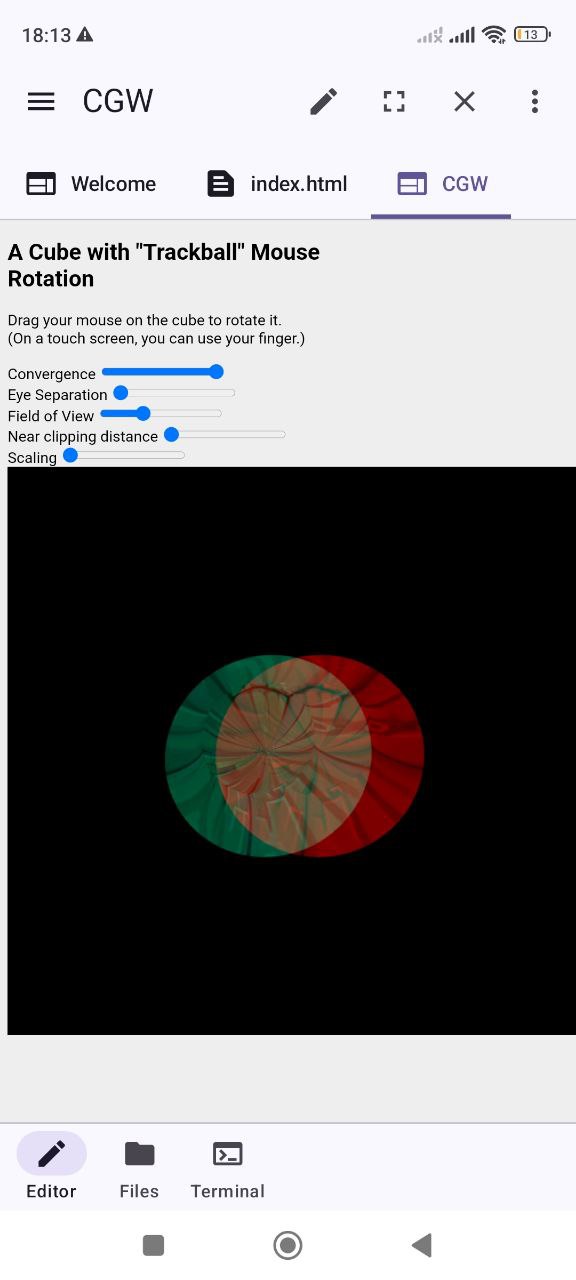 18:13
13
CGW
Welcome
index.html
CGW
A Cube with "Trackball" Mouse
Rotation
Drag your mouse on the cube to rotate it.
(On a touch screen, you can use your finger.)
Convergence
Eye Separation
Field of View
Near clipping distance
Scaling
Editor
Files
Terminal